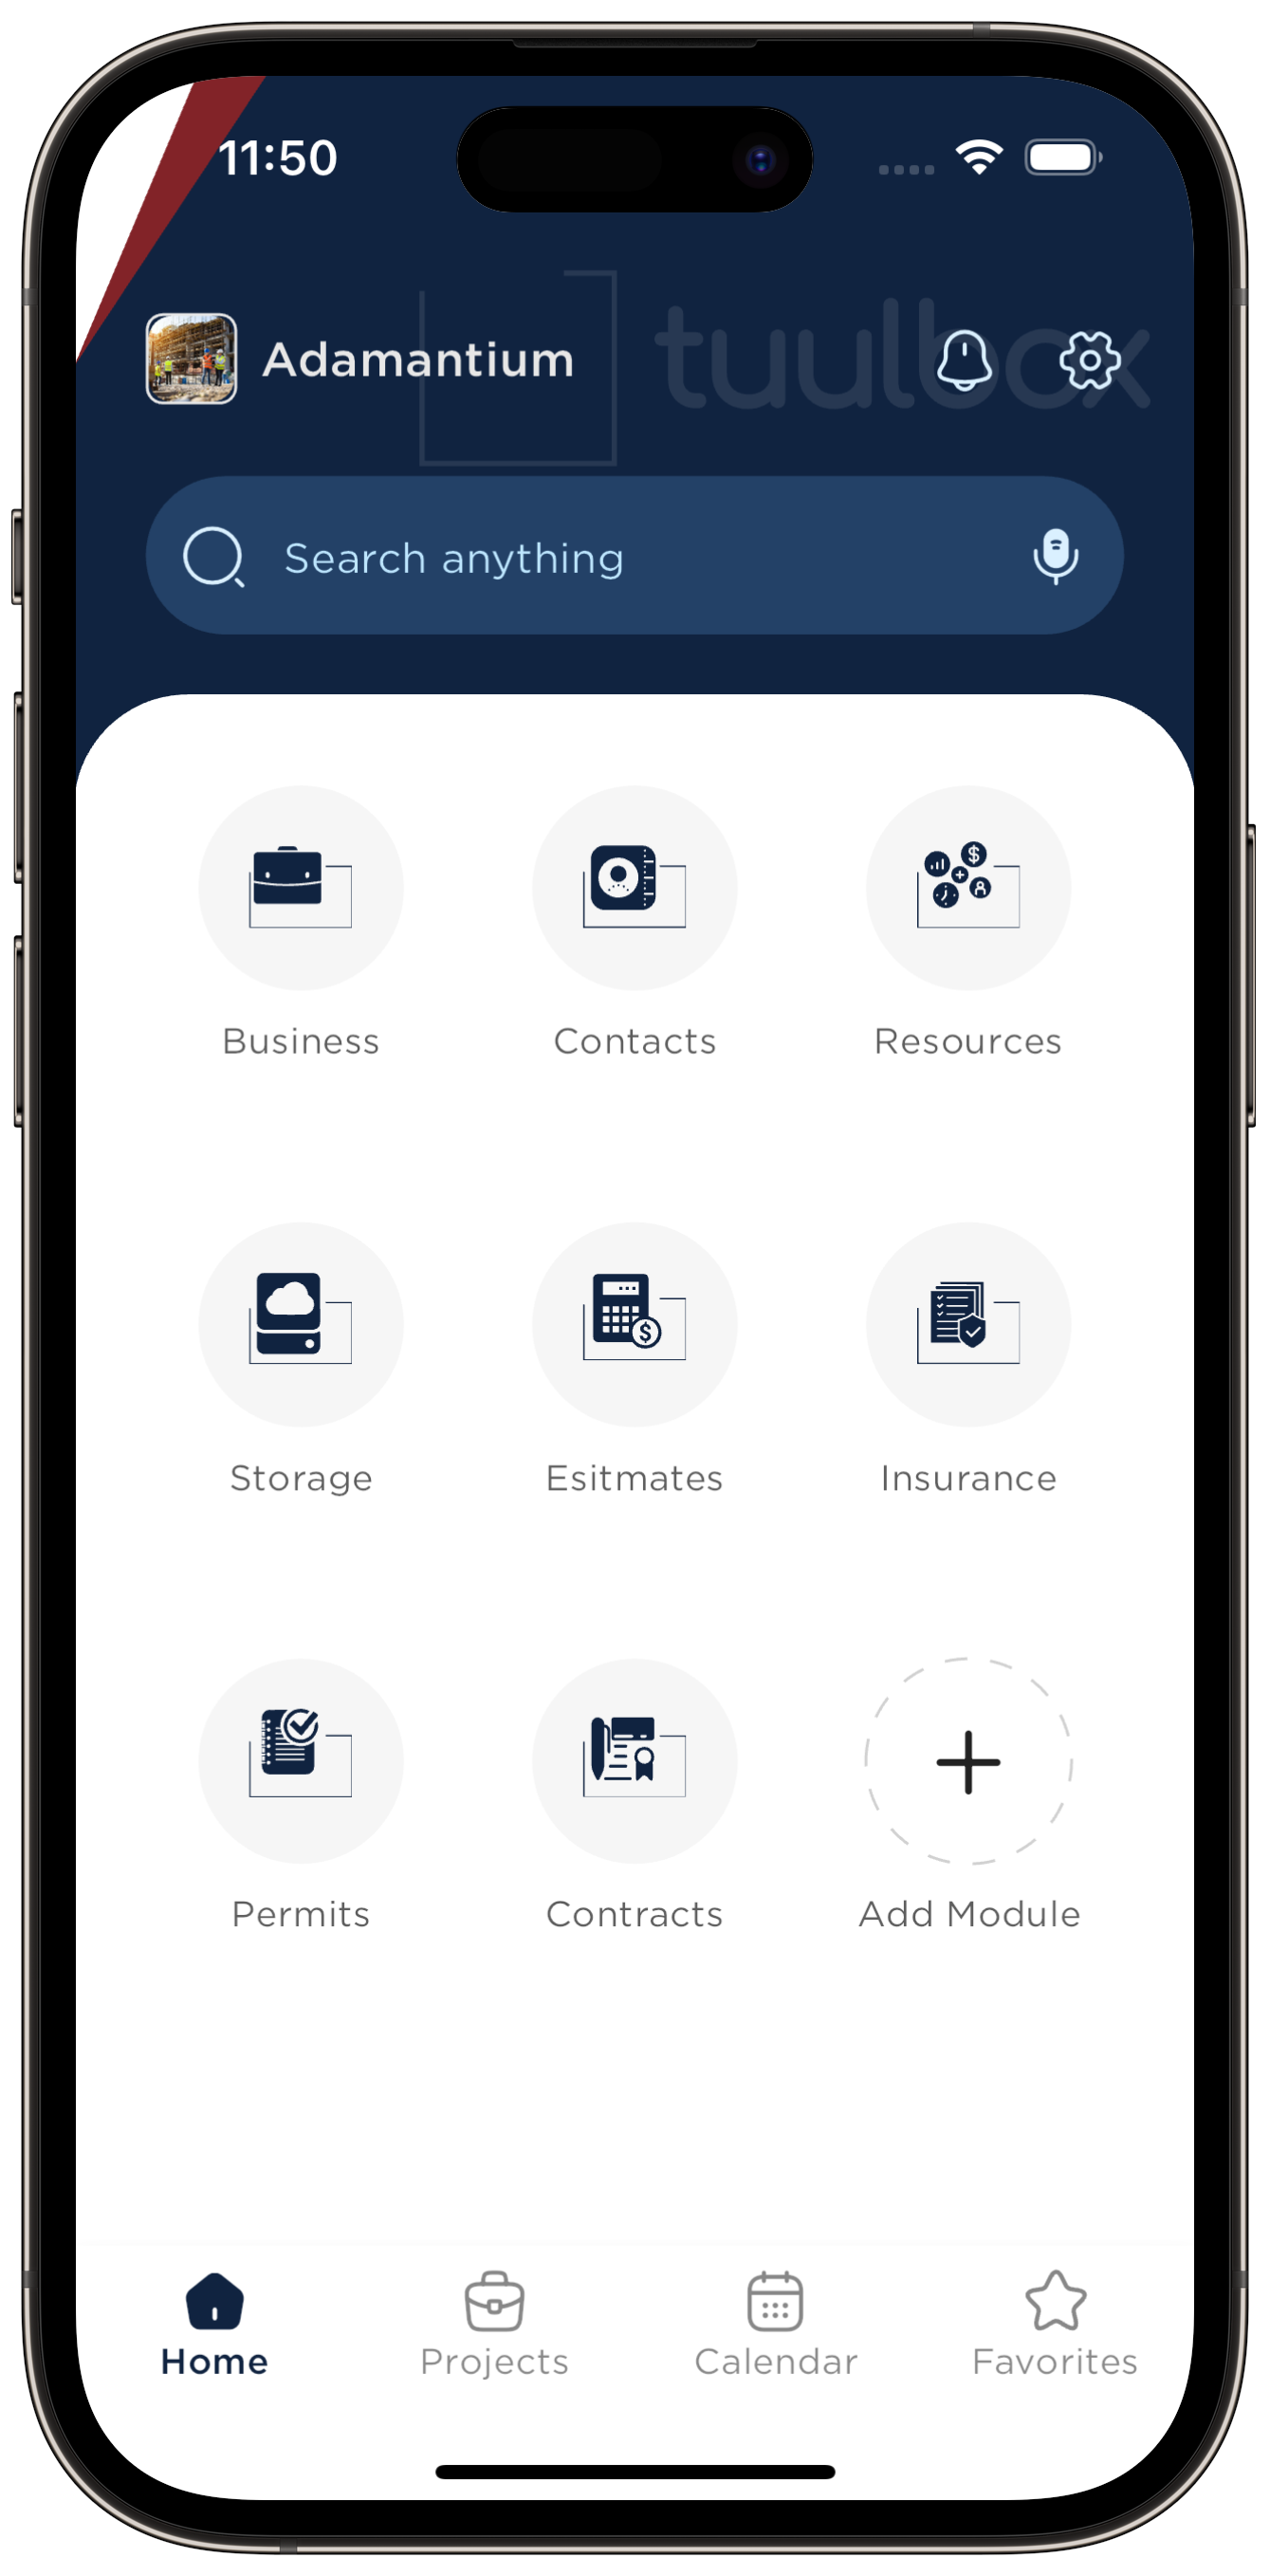 11:50
tuulbox
Adamantium
Search anything
Business Contacts Resources
Storage Esitmates Insurance
Permits Contracts Add Module
Home Projects Calendar Favorites